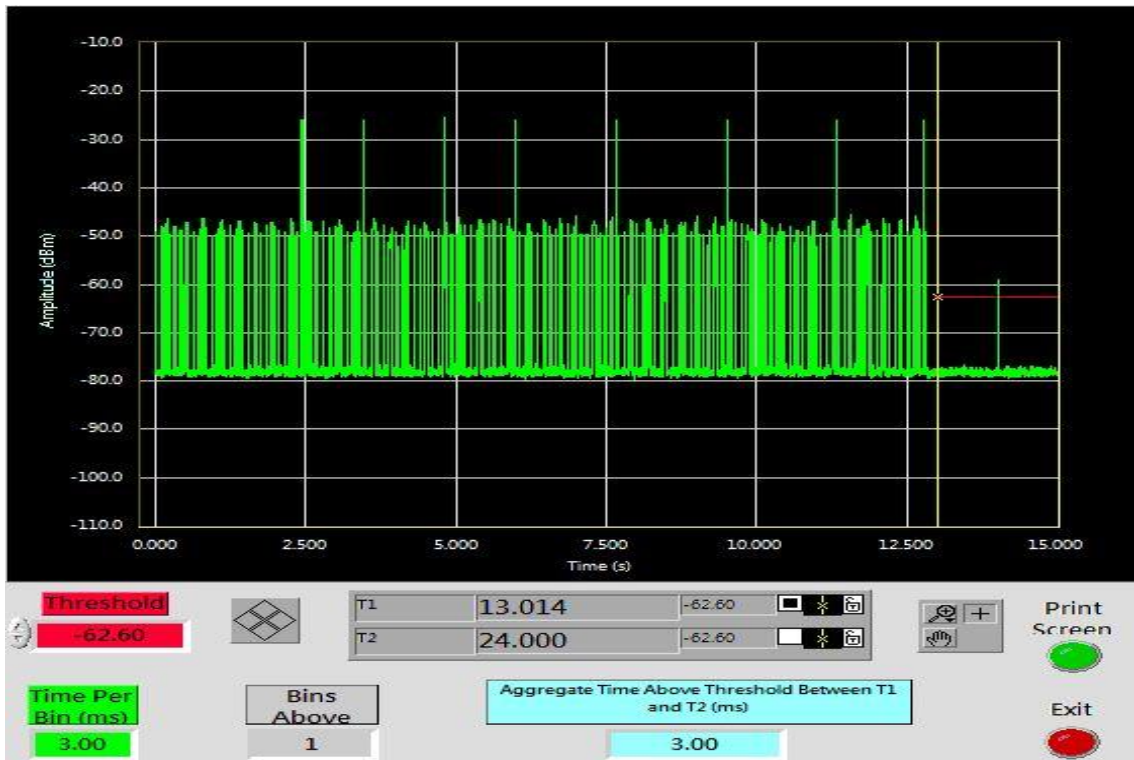 -10.0
-20.0
-30.0
-40.0
-50.0
-60.0
-70.0
-80.0
-90.0
-100.0
-110.0
Amplitude (dBm)
0.000 2.500 5.000 7.500 10.000 12.500 15.000
Time (s)
Threshold
-62.60
T1 13.014 -62.60
T2 24.000 -62.60
Print
Screen
Time Per
Bin (ms)
3.00
Bins
Above
1
Aggregate Time Above Threshold Between T1
and T2 (ms)
3.00
Exit